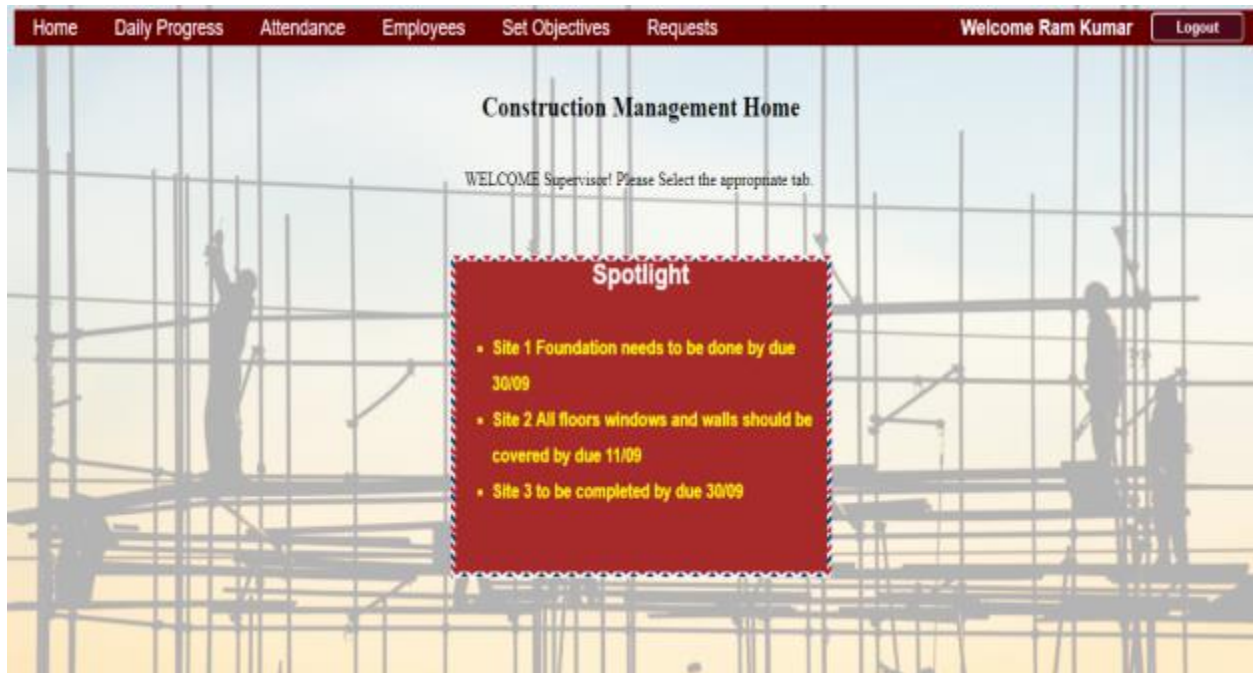 Home Daily Progress Attendance Employees Set Objectives Requests Welcome Ram Kumar Logout
Construction Management Home
WELCOME Supervisor! Please Select the appropriate tab.
Spotlight
Site 1 Foundation needs to be done by due
30/09
Site 2 All floors windows and walls should be
covered by due 11/09
Site 3 to be completed by due 30/09